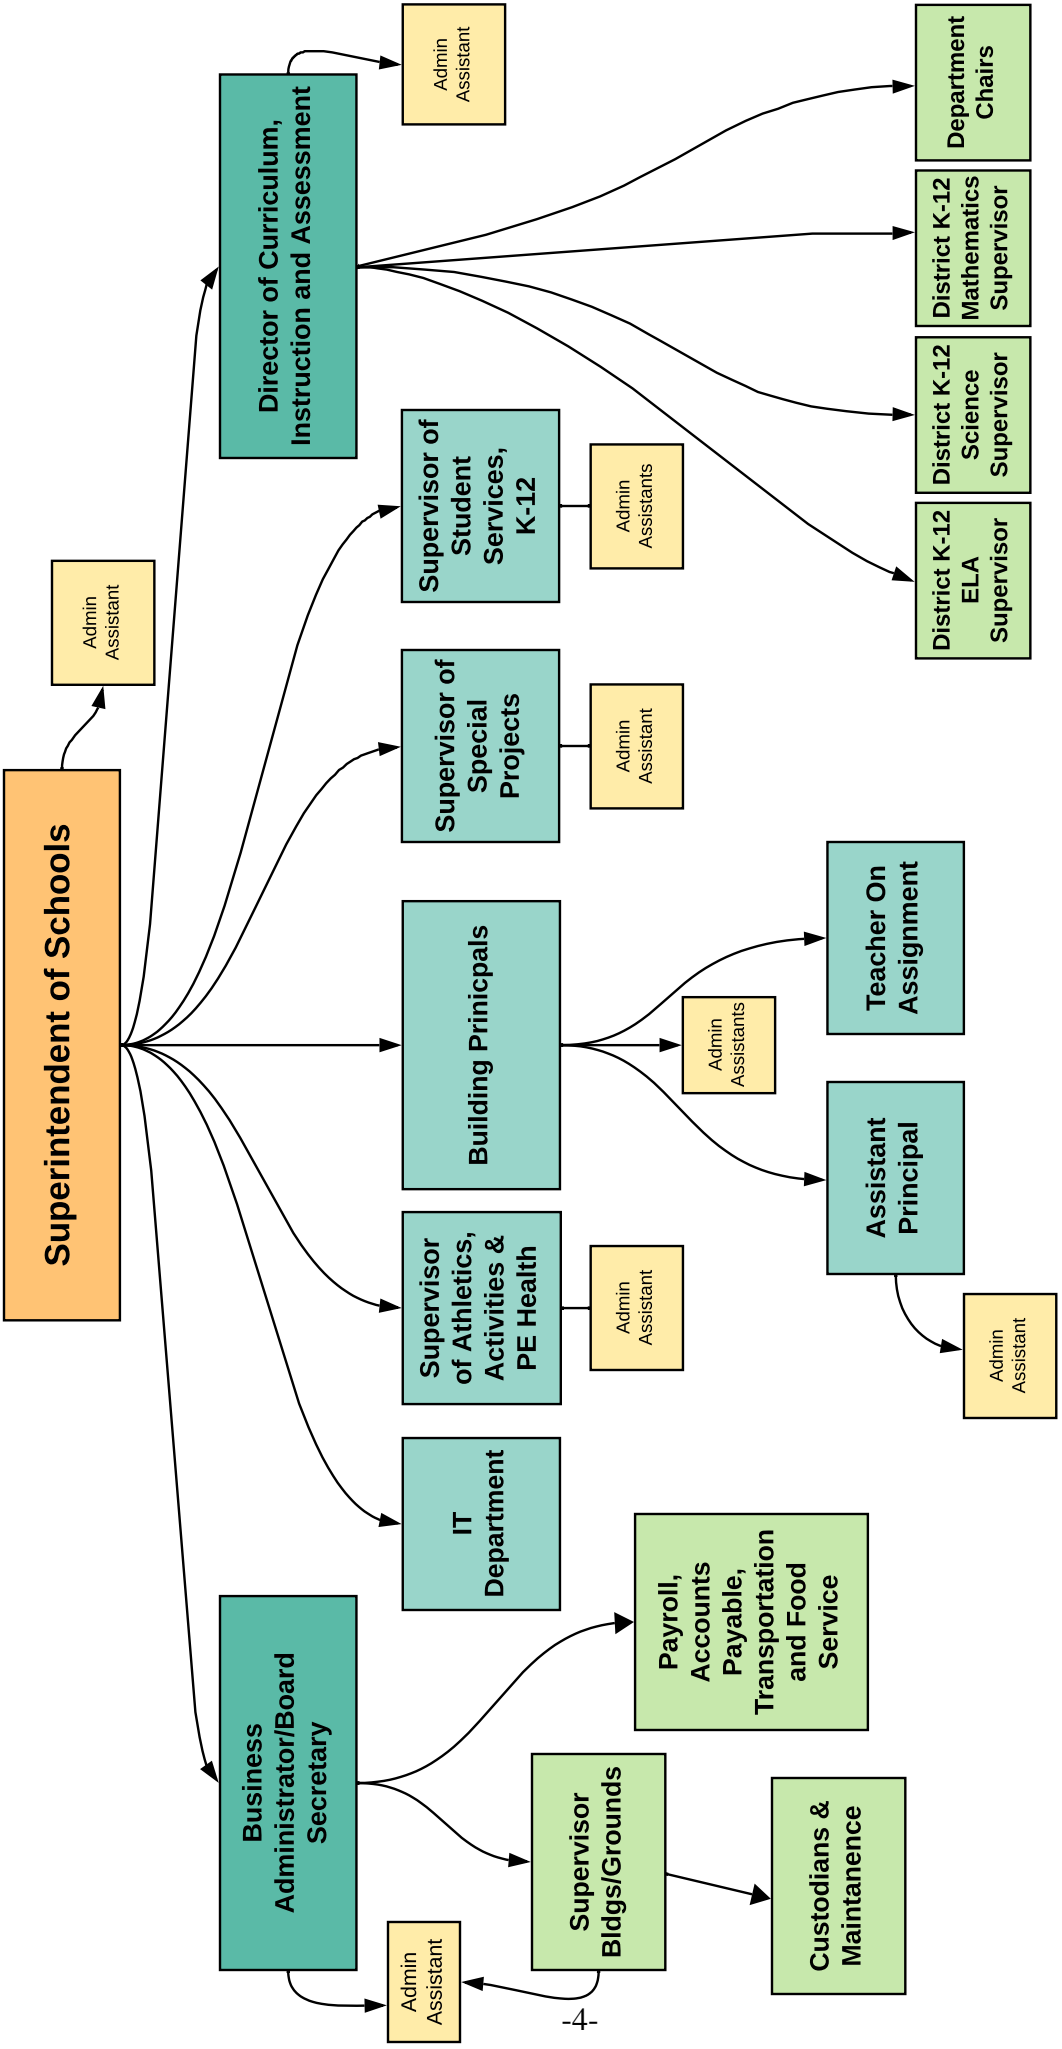 Superintendent of Schools
Admin
Assistant
Business
Administrator/Board
Secretary
Director of Curriculum,
Instruction and Assessment
Admin
Assistant
IT
Department
Supervisor
of Athletics,
Activities &
PE Health
Building Prinicpals
Supervisor of
Special
Projects
Supervisor of
Student
Services,
K-12
Admin
Assistant
Admin
Assistant
Admin
Assistants
Admin
Assistant
Admin
Assistants
Supervisor
Bldgs/Grounds
Payroll,
Accounts
Payable,
Transportation
and Food
Service
Custodians &
Maintanence
Assistant
Principal
Teacher On
Assignment
Admin
Assistant
District K-12
ELA
Supervisor
District K-12
Science
Supervisor
District K-12
Mathematics
Supervisor
Department
Chairs
-4-